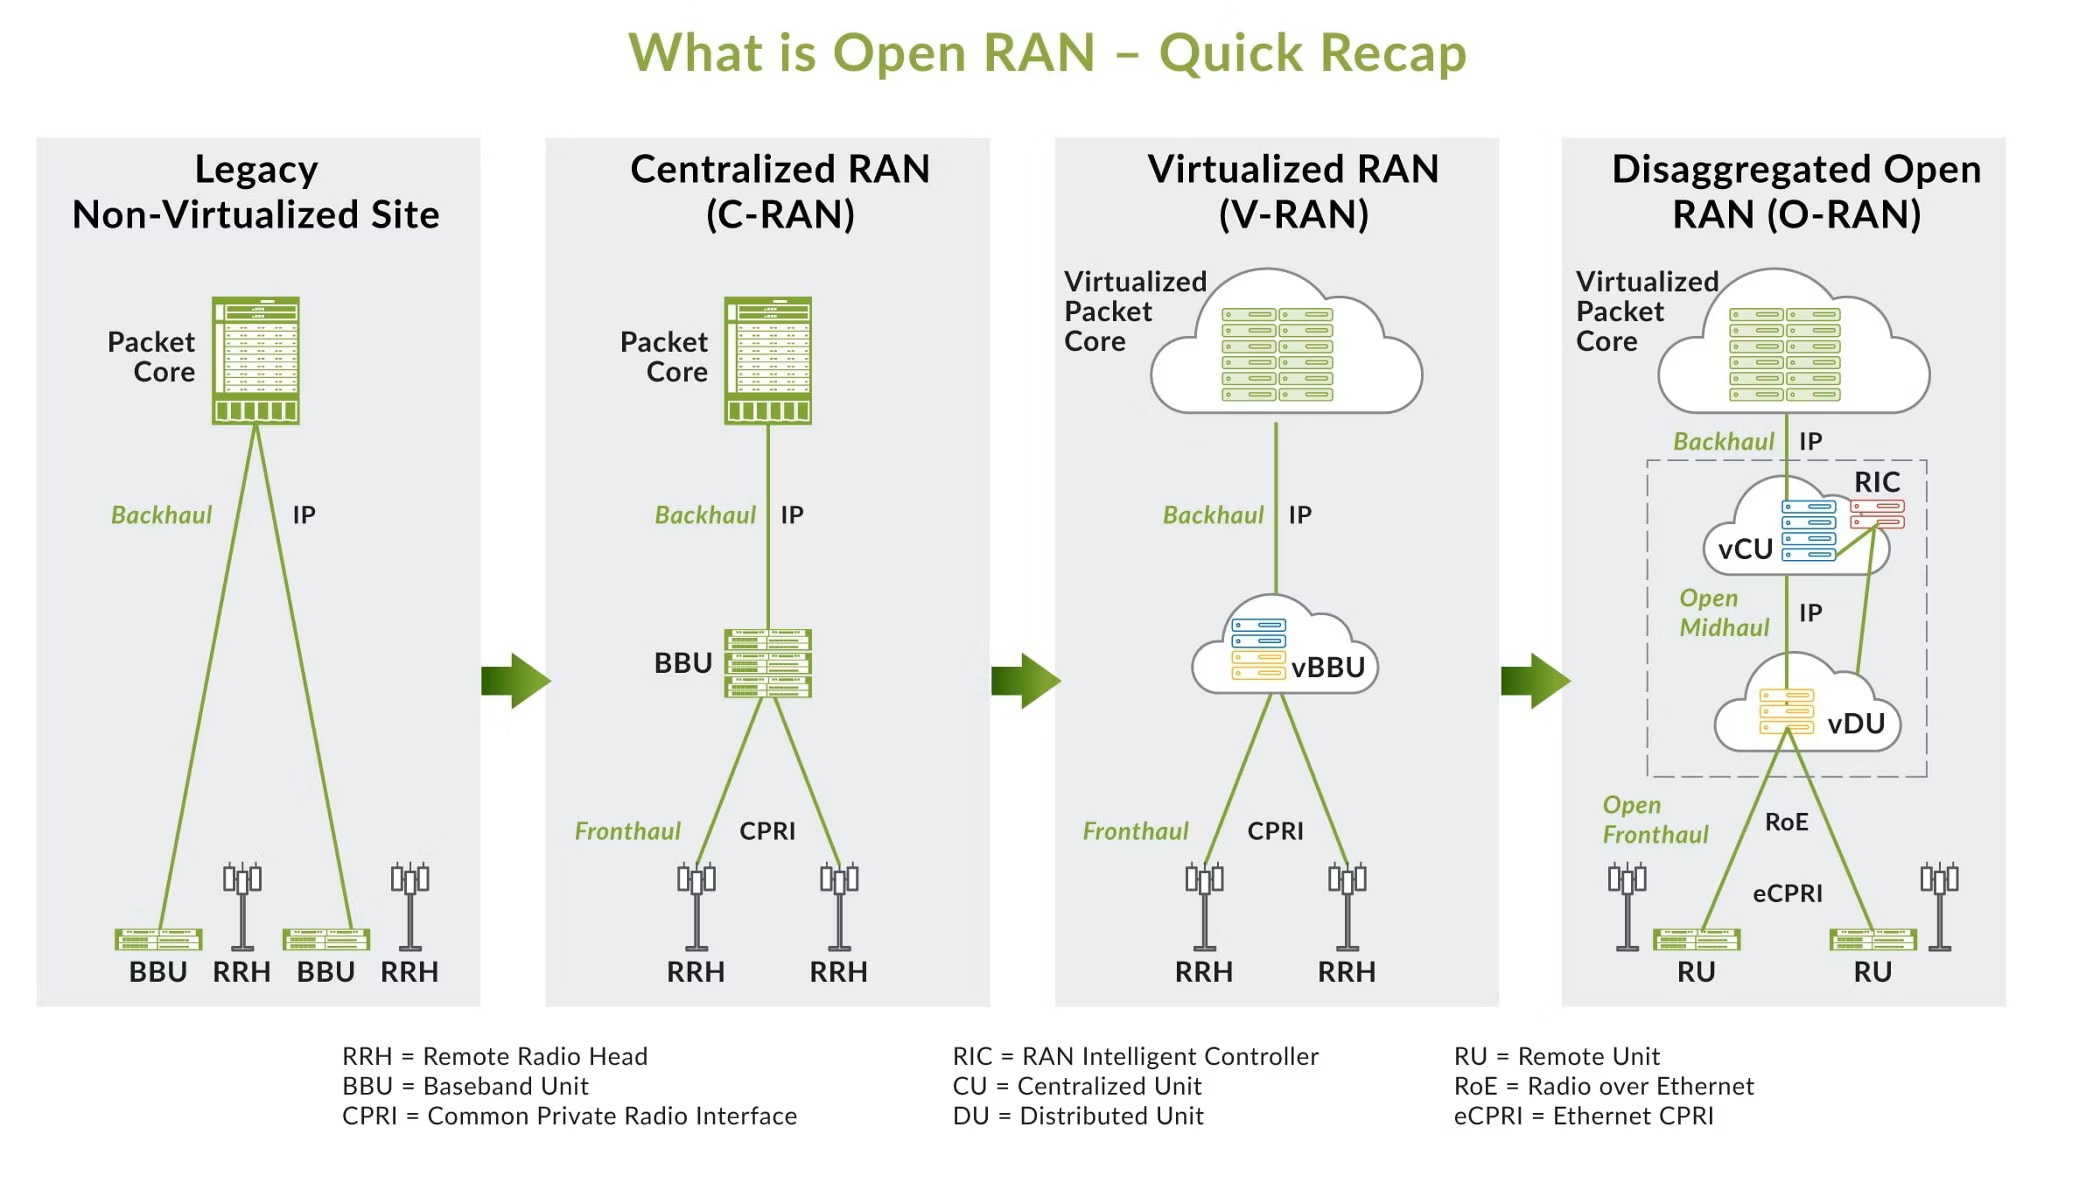 What is Open RAN – Quick Recap
Legacy
Non-Virtualized Site
Packet
Core
Backhaul
IP
BBU
RRH
BBU
RRH
Centralized RAN
(C-RAN)
Packet
Core
Backhaul
IP
BBU
Fronthaul
CPRI
RRH
RRH
Virtualized RAN
(V-RAN)
Virtualized
Packet
Core
Backhaul
IP
vBBU
Fronthaul
CPRI
RRH
RRH
Disaggregated Open
RAN (O-RAN)
Virtualized
Packet
Core
Backhaul
IP
RIC
vCU
Open
Midhaul
IP
vDU
Open
Fronthaul
RoE
eCPRI
RU
RU
RRH = Remote Radio Head
BBU = Baseband Unit
CPRI = Common Private Radio Interface
RIC = RAN Intelligent Controller
CU = Centralized Unit
DU = Distributed Unit
RU = Remote Unit
RoE = Radio over Ethernet
eCPRI = Ethernet CPRI